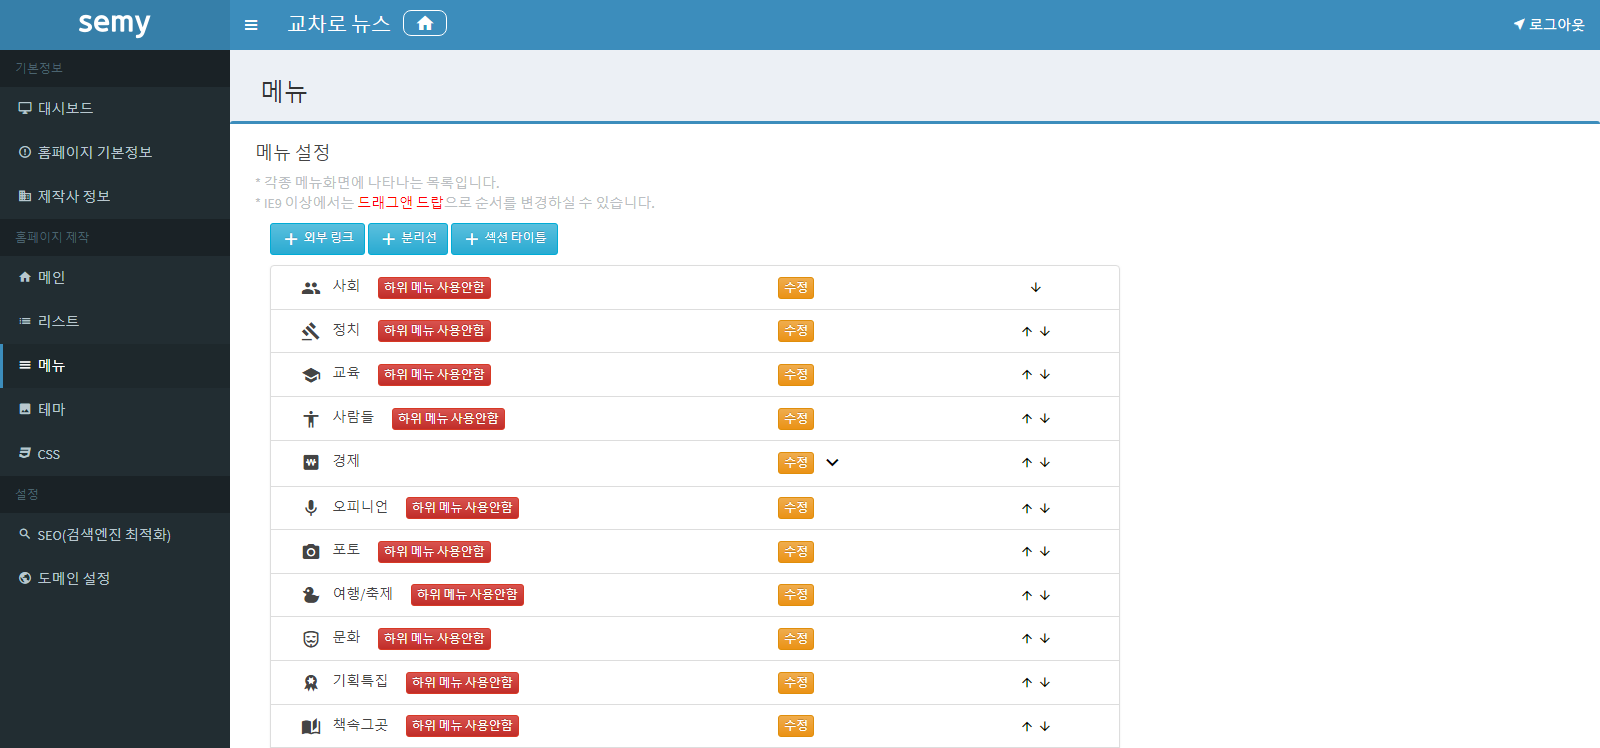 semy
교차로 뉴스
로그아웃
기본정보
대시보드
홈페이지 기본정보
제작사 정보
홈페이지 제작
메인
리스트
메뉴
테마
CSS
설정
SEO(검색엔진 최적화)
도메인 설정
메뉴
메뉴 설정
* 각종 메뉴화면에 나타나는 목록입니다.
* IE9 이상에서는 드래그앤 드랍으로 순서를 변경하실 수 있습니다.
+ 외부 링크 + 분리선 + 섹션 타이틀
사회 하위 메뉴 사용안함 수정
정치 하위 메뉴 사용안함 수정
교육 하위 메뉴 사용안함 수정
사람들 하위 메뉴 사용안함 수정
경제 수정
오피니언 하위 메뉴 사용안함 수정
포토 하위 메뉴 사용안함 수정
여행/축제 하위 메뉴 사용안함 수정
문화 하위 메뉴 사용안함 수정
기획특집 하위 메뉴 사용안함 수정
책속그곳 하위 메뉴 사용안함 수정